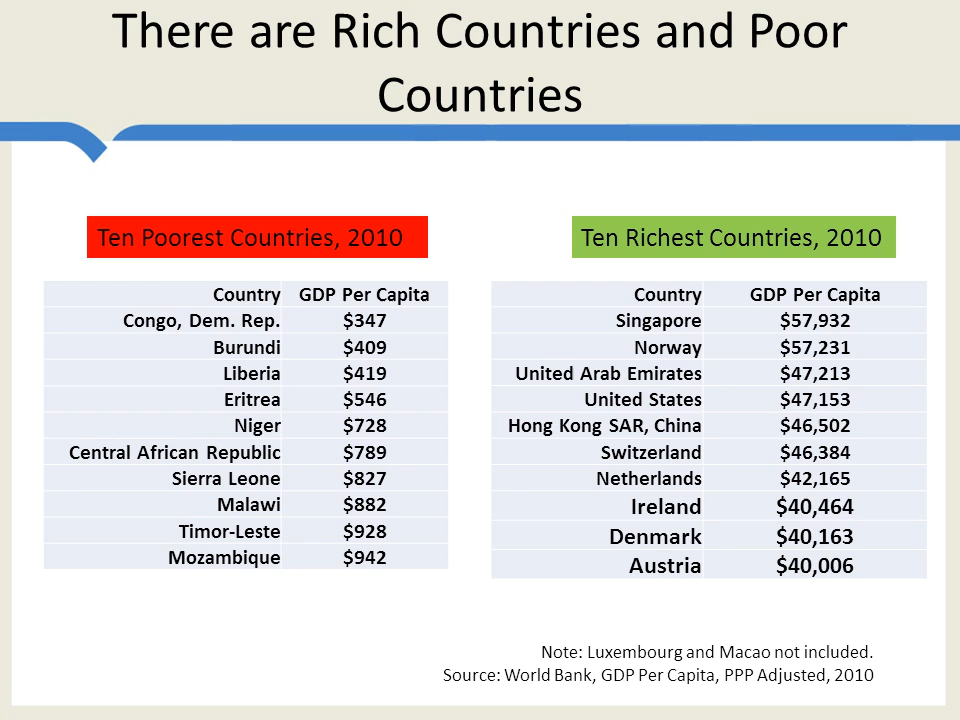 There are Rich Countries and Poor
Countries
Ten Poorest Countries, 2010
Country GDP Per Capita
Congo, Dem. Rep. $347
Burundi $409
Liberia $419
Eritrea $546
Niger $728
Central African Republic $789
Sierra Leone $827
Malawi $882
Timor-Leste $928
Mozambique $942
Ten Richest Countries, 2010
Country GDP Per Capita
Singapore $57,932
Norway $57,231
United Arab Emirates $47,213
United States $47,153
Hong Kong SAR, China $46,502
Switzerland $46,384
Netherlands $42,165
Ireland $40,464
Denmark $40,163
Austria $40,006
Note: Luxembourg and Macao not included.
Source: World Bank, GDP Per Capita, PPP Adjusted, 2010